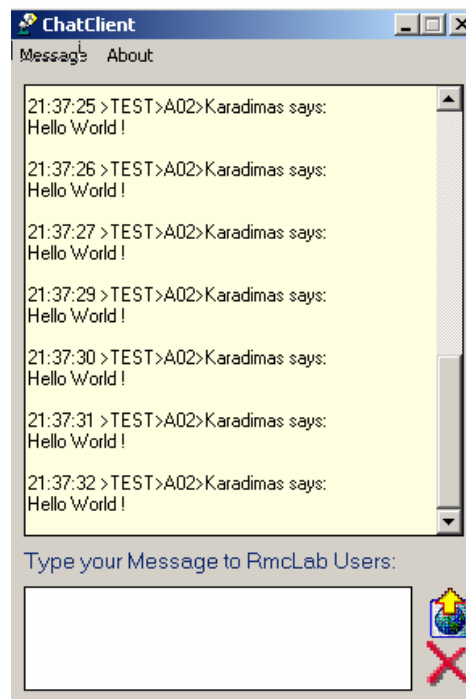 ChatClient
Message About
21:37:25 >TEST>A02>Karadimas says:
Hello World !
21:37:26 >TEST>A02>Karadimas says:
Hello World !
21:37:27 >TEST>A02>Karadimas says:
Hello World !
21:37:29 >TEST>A02>Karadimas says:
Hello World !
21:37:30 >TEST>A02>Karadimas says:
Hello World !
21:37:31 >TEST>A02>Karadimas says:
Hello World !
21:37:32 >TEST>A02>Karadimas says:
Hello World !
Type your Message to RmcLab Users: